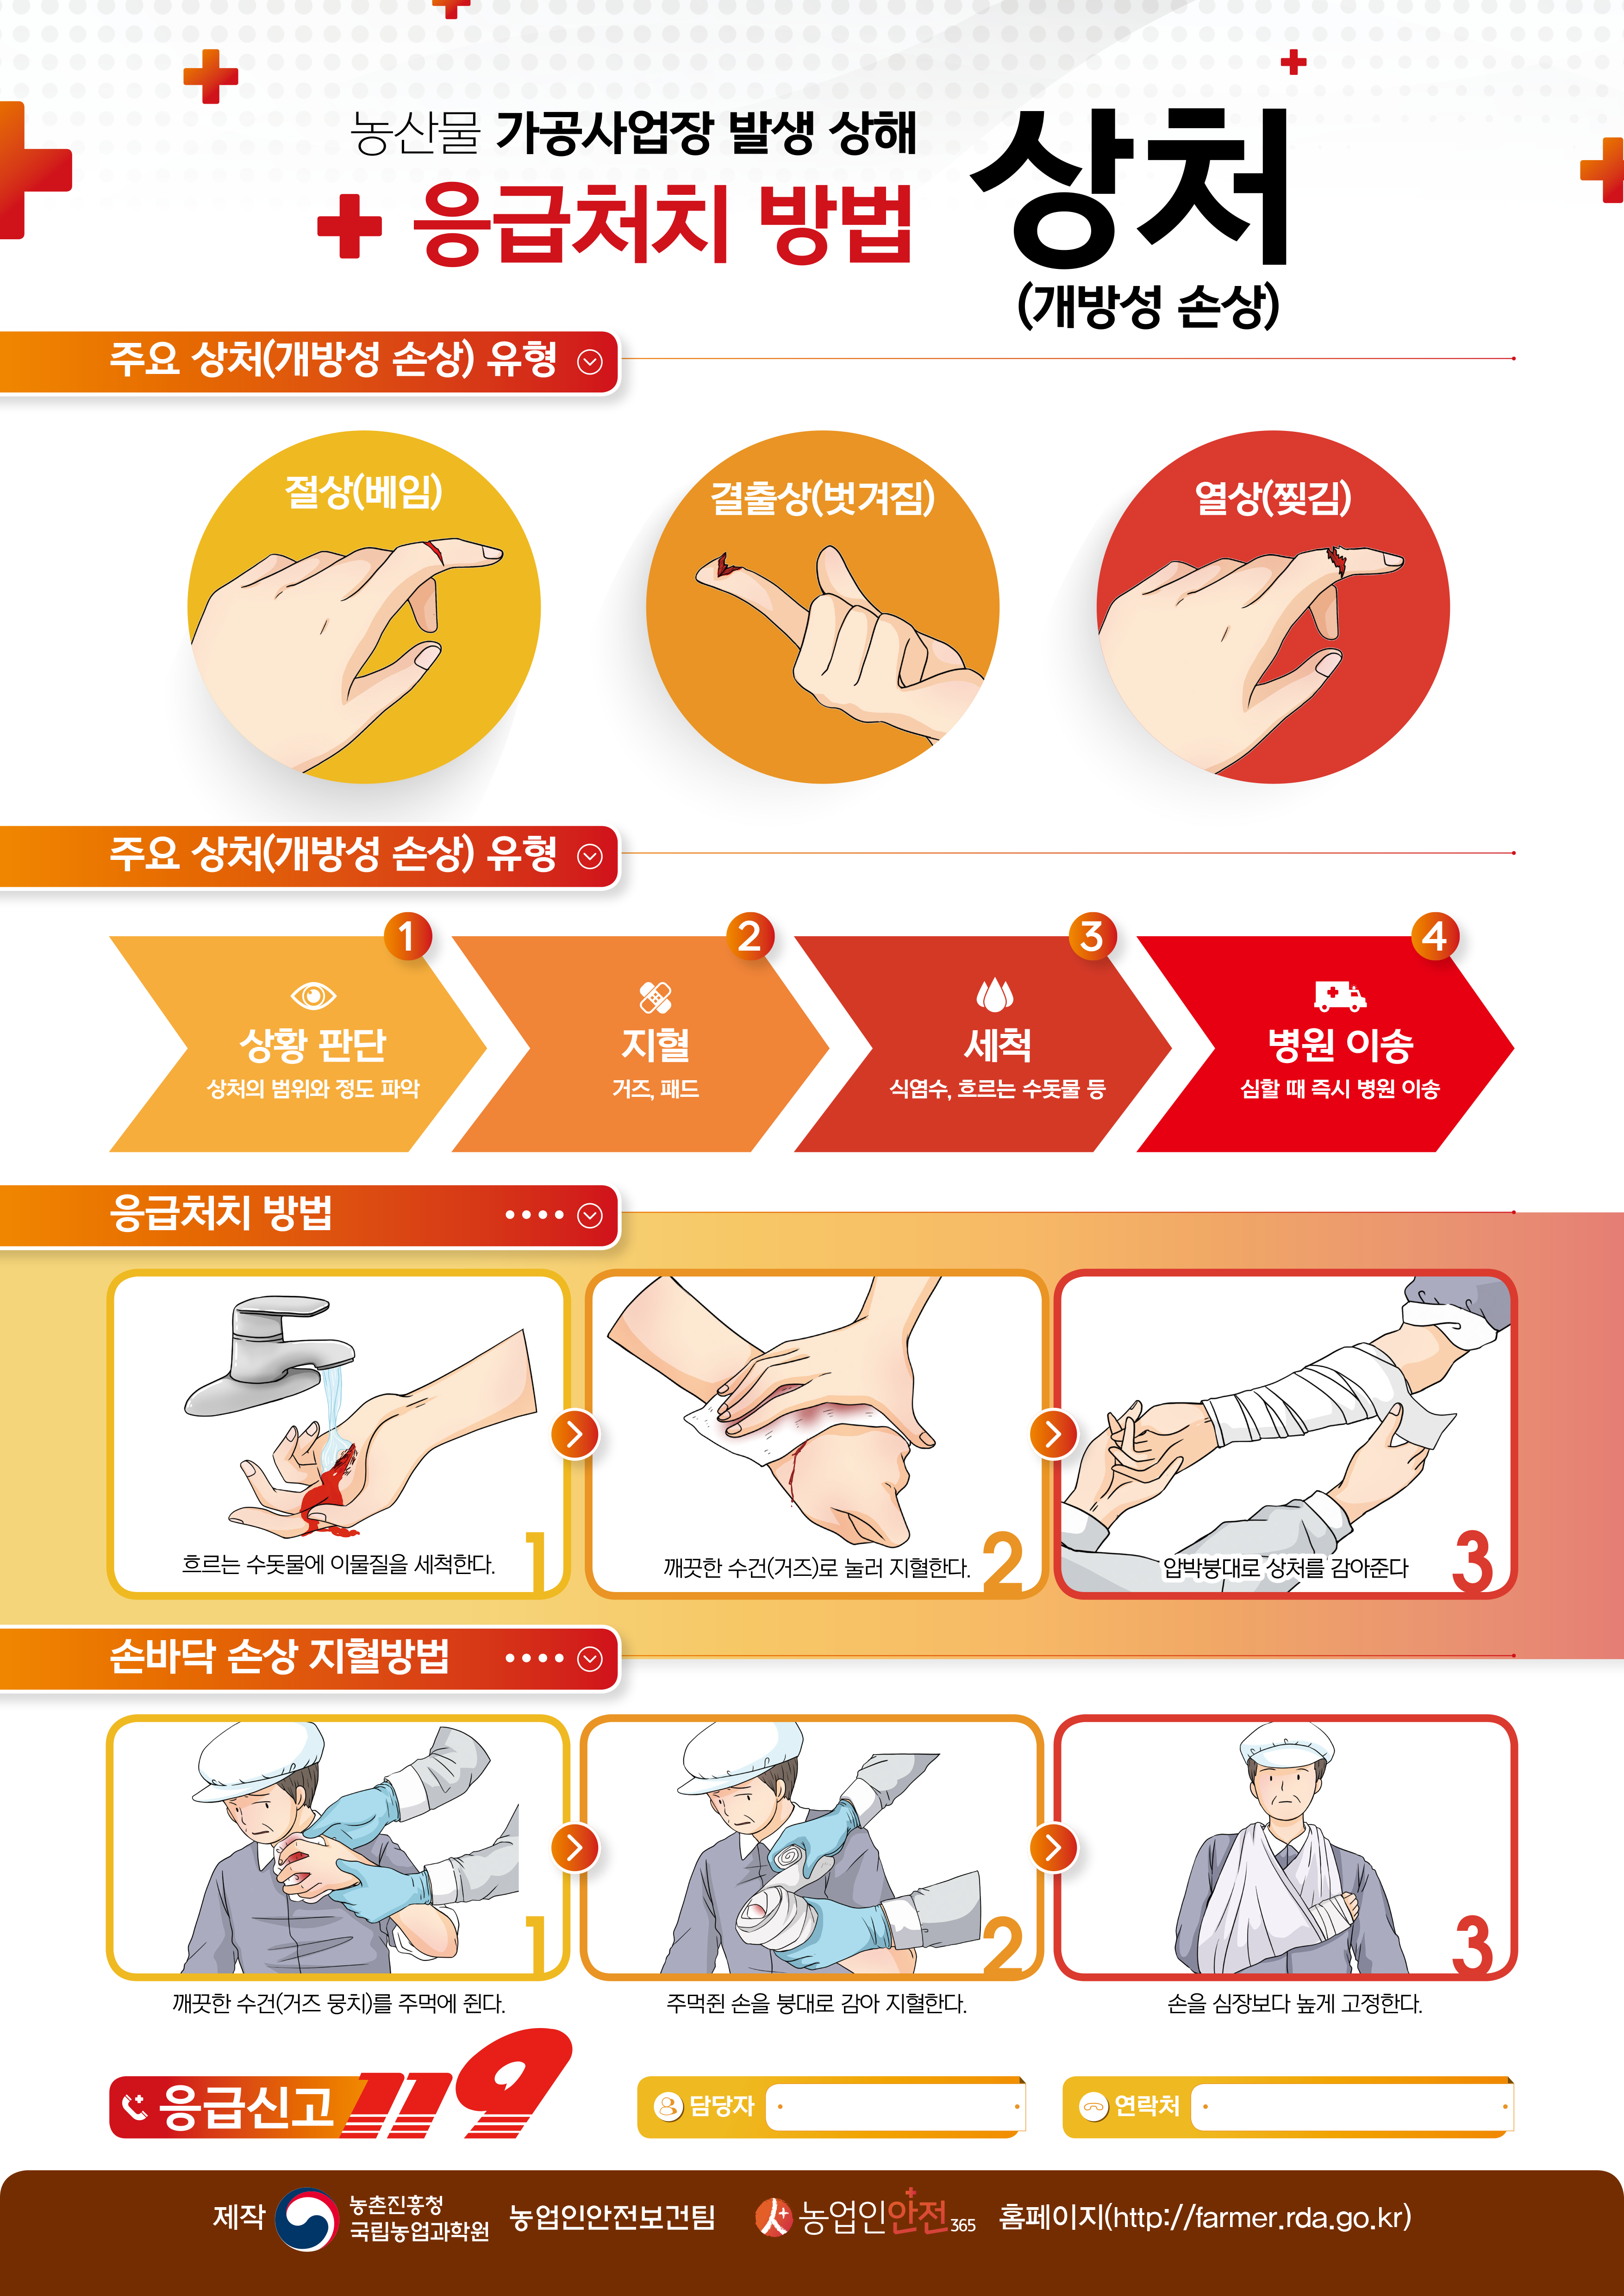 농산물 가공사업장 발생 상해
응급처치 방법
상처
(개방성 손상)
주요 상처(개방성 손상) 유형
절상(베임)
결출상(벗겨짐)
열상(찢김)
주요 상처(개방성 손상) 유형
1
상황 판단
상처의 범위와 정도 파악
2
지혈
거즈, 패드
3
세척
식염수, 흐르는 수돗물 등
4
병원 이송
심할 때 즉시 병원 이송
응급처치 방법
흐르는 수돗물에 이물질을 세척한다.
1
깨끗한 수건(거즈)로 눌러 지혈한다.
2
압박붕대로 상처를 감아준다
3
손바닥 손상 지혈방법
1
깨끗한 수건(거즈 뭉치)를 주먹에 쥔다.
2
주먹쥔 손을 붕대로 감아 지혈한다.
3
손을 심장보다 높게 고정한다.
응급신고 119
담당자
연락처
제작 농촌진흥청
국립농업과학원
농업인안전보건팀
농업인안전365
홈페이지(http://farmer.rda.go.kr)